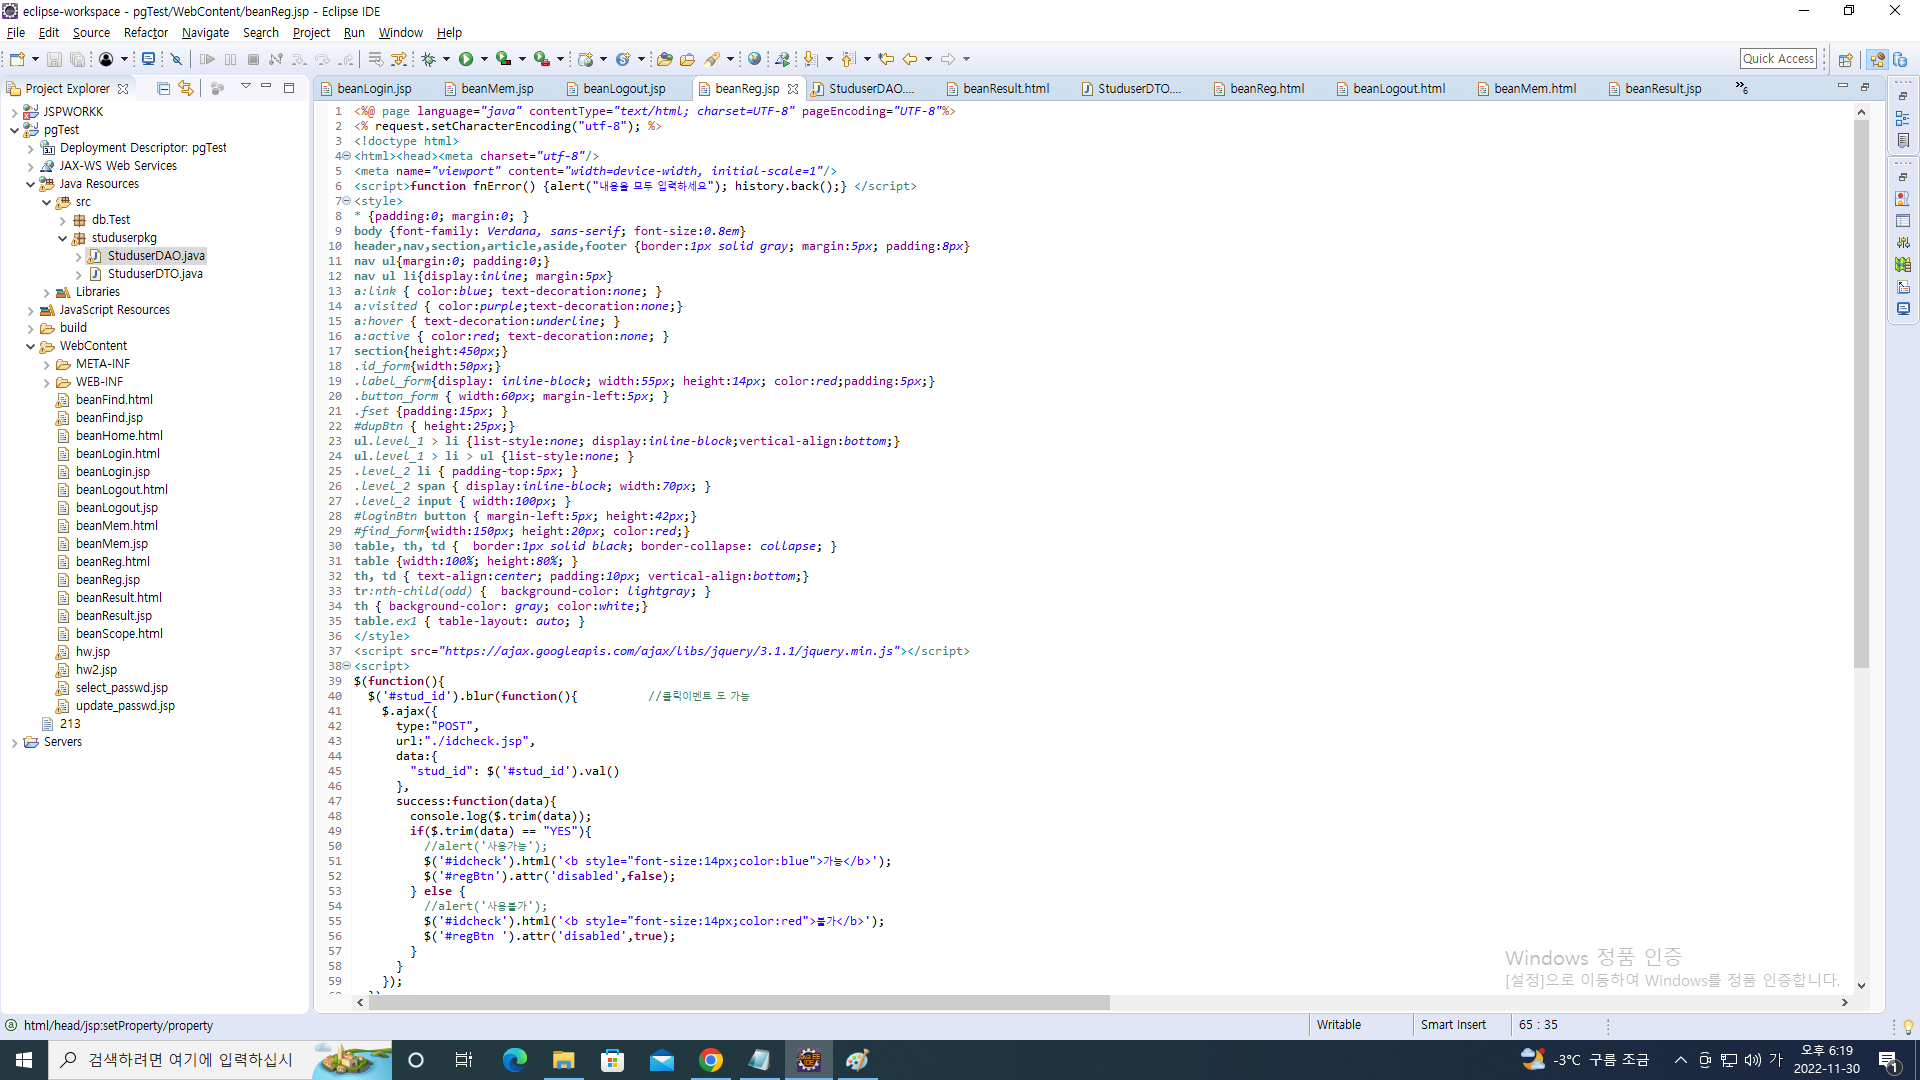 eclipse-workspace - pgTest/WebContent/beanReg.jsp - Eclipse IDE
File Edit Source Refactor Navigate Search Project Run Window Help
Quick Access
Project Explorer
beanLogin.jsp beanMem.jsp beanLogout.jsp beanReg.jsp StuduserDAO.... beanResult.html StuduserDTO.... beanReg.html beanLogout.html beanMem.html beanResult.jsp »6
JSPWORKK
pgTest
Deployment Descriptor: pgTest
JAX-WS Web Services
Java Resources
src
db.Test
studuserpkg
StuduserDAO.java
StuduserDTO.java
Libraries
JavaScript Resources
build
WebContent
META-INF
WEB-INF
beanFind.html
beanFind.jsp
beanHome.html
beanLogin.html
beanLogin.jsp
beanLogout.html
beanLogout.jsp
beanMem.html
beanMem.jsp
beanReg.html
beanReg.jsp
beanResult.html
beanResult.jsp
beanScope.html
hw.jsp
hw2.jsp
select_passwd.jsp
update_passwd.jsp
213
Servers
1 <%@ page language="java" contentType="text/html; charset=UTF-8" pageEncoding="UTF-8"%>
2 <% request.setCharacterEncoding("utf-8"); %>
3 <!doctype html>
4 <html><head><meta charset="utf-8"/>
5 <meta name="viewport" content="width=device-width, initial-scale=1"/>
6 <script>function fnError() {alert("내용을 모두 입력하세요"); history.back();} </script>
7 <style>
8 * {padding:0; margin:0; }
9 body {font-family: Verdana, sans-serif; font-size:0.8em}
10 header,nav,section,article,aside,footer {border:1px solid gray; margin:5px; padding:8px}
11 nav ul{margin:0; padding:0;}
12 nav ul li{display:inline; margin:5px}
13 a:link { color:blue; text-decoration:none; }
14 a:visited { color:purple;text-decoration:none;}
15 a:hover { text-decoration:underline; }
16 a:active { color:red; text-decoration:none; }
17 section{height:450px;}
18 .id_form{width:50px;}
19 .label_form{display: inline-block; width:55px; height:14px; color:red;padding:5px;}
20 .button_form { width:60px; margin-left:5px; }
21 .fset {padding:15px; }
22 #dupBtn { height:25px;}
23 ul.level_1 > li {list-style:none; display:inline-block;vertical-align:bottom;}
24 ul.level_1 > li > ul {list-style:none; }
25 .level_2 li { padding-top:5px; }
26 .level_2 span { display:inline-block; width:70px; }
27 .level_2 input { width:100px; }
28 #loginBtn button { margin-left:5px; height:42px;}
29 #find_form{width:150px; height:20px; color:red;}
30 table, th, td {  border:1px solid black; border-collapse: collapse; }
31 table {width:100%; height:80%; }
32 th, td { text-align:center; padding:10px; vertical-align:bottom;}
33 tr:nth-child(odd) {  background-color: lightgray; }
34 th { background-color: gray; color:white;}
35 table.ex1 { table-layout: auto; }
36 </style>
37 <script src="https://ajax.googleapis.com/ajax/libs/jquery/3.1.1/jquery.min.js"></script>
38 <script>
39 $(function(){
40 $('#stud_id').blur(function(){ //클릭이벤트 도 가능
41 $.ajax({
42 type:"POST",
43 url:"./idcheck.jsp",
44 data:{
45 "stud_id": $('#stud_id').val()
46 },
47 success:function(data){
48 console.log($.trim(data));
49 if($.trim(data) == "YES"){
50 //alert('사용가능');
51 $('#idcheck').html('<b style="font-size:14px;color:blue">가능</b>');
52 $('#regBtn').attr('disabled',false);
53 } else {
54 //alert('사용불가');
55 $('#idcheck').html('<b style="font-size:14px;color:red">불가</b>');
56 $('#regBtn ').attr('disabled',true);
57 }
58 }
59 });
Windows 정품 인증
[설정]으로 이동하여 Windows를 정품 인증합니다.
html/head/jsp:setProperty/property
Writable Smart Insert 65 : 35
검색하려면 여기에 입력하십시
-3°C 구름 조금
가
오후 6:19
2022-11-30
1